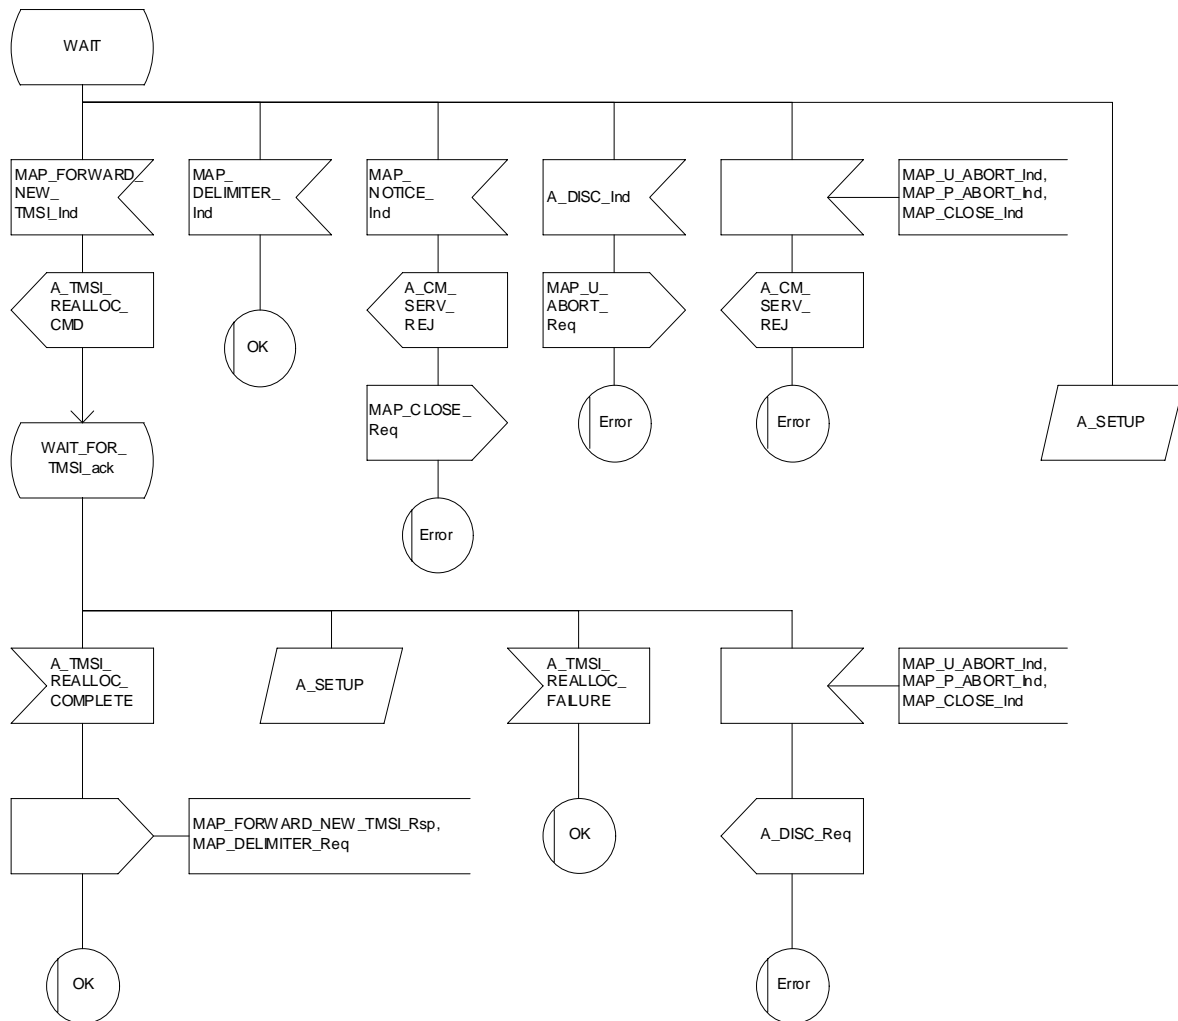 WAIT
MAP_FORWARD_
NEW_
TMSI_Ind
MAP_
DELIMITER_
Ind
MAP_
NOTICE_
Ind
A_DISC_Ind
MAP_U_ABORT_Ind,
MAP_P_ABORT_Ind,
MAP_CLOSE_Ind
A_TMSI_
REALLOC_
CMD
OK
A_CM_
SERV_
REJ
MAP_U_
ABORT_
Req
A_CM_
SERV_
REJ
MAP_CLOSE_
Req
Error
Error
A_SETUP
WAIT_FOR_
TMSI_ack
Error
A_TMSI_
REALLOC_
COMPLETE
A_SETUP
A_TMSI_
REALLOC_
FAILURE
MAP_U_ABORT_Ind,
MAP_P_ABORT_Ind,
MAP_CLOSE_Ind
MAP_FORWARD_NEW_TMSI_Rsp,
MAP_DELIMITER_Req
OK
A_DISC_Req
OK
Error